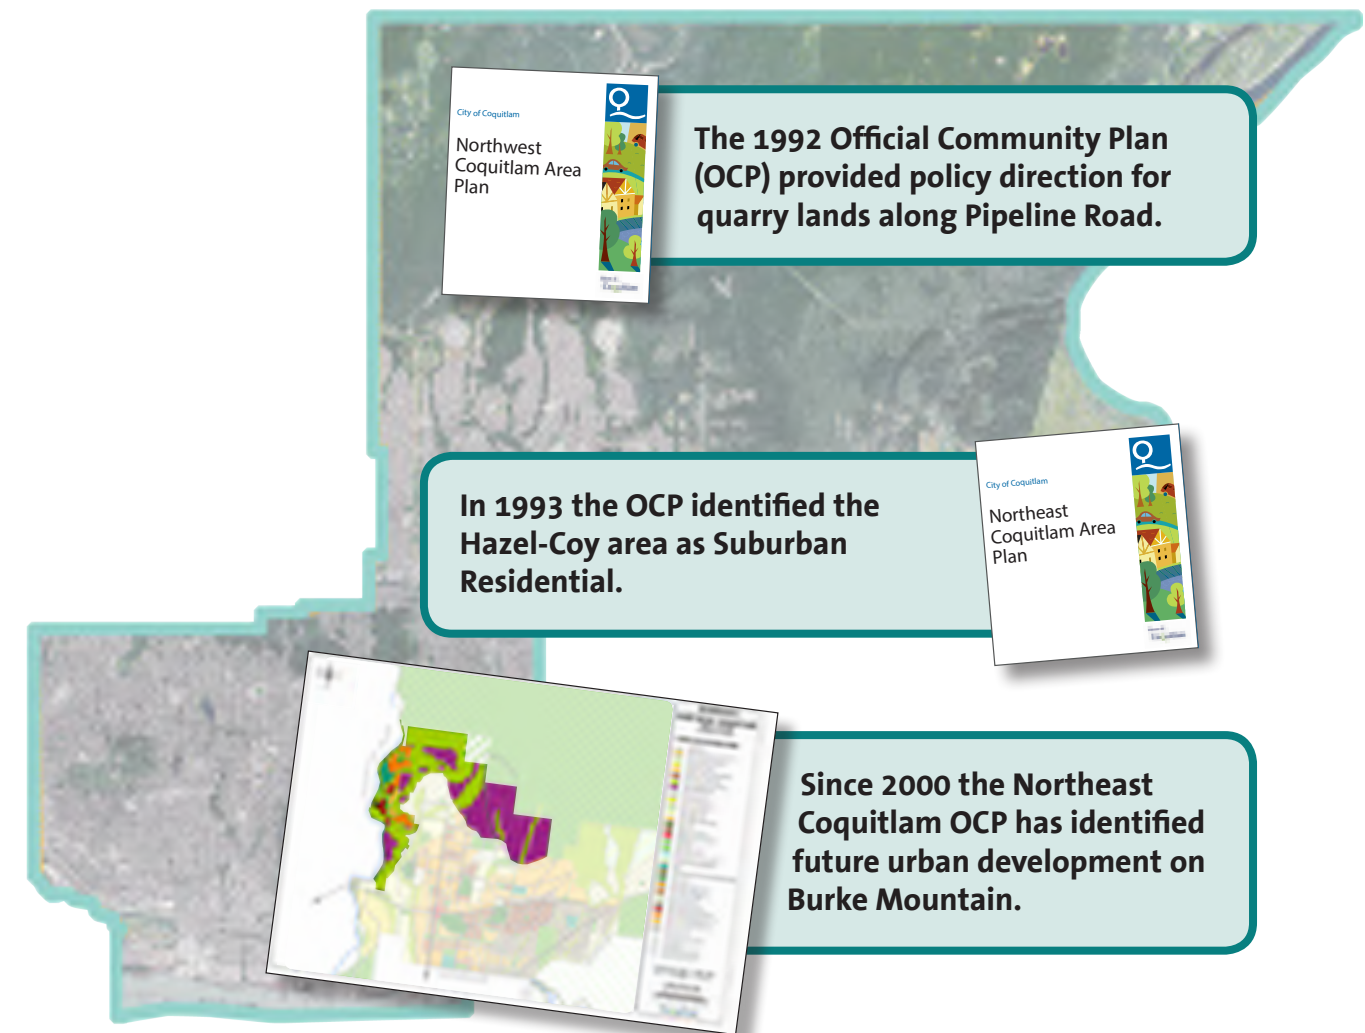 City of Coquitlam
Northwest
Coquitlam Area
Plan
The 1992 Official Community Plan
(OCP) provided policy direction for
quarry lands along Pipeline Road.
In 1993 the OCP identified the
Hazel-Coy area as Suburban
Residential.
City of Coquitlam
Northeast
Coquitlam Area
Plan
Since 2000 the Northeast
Coquitlam OCP has identified
future urban development on
Burke Mountain.